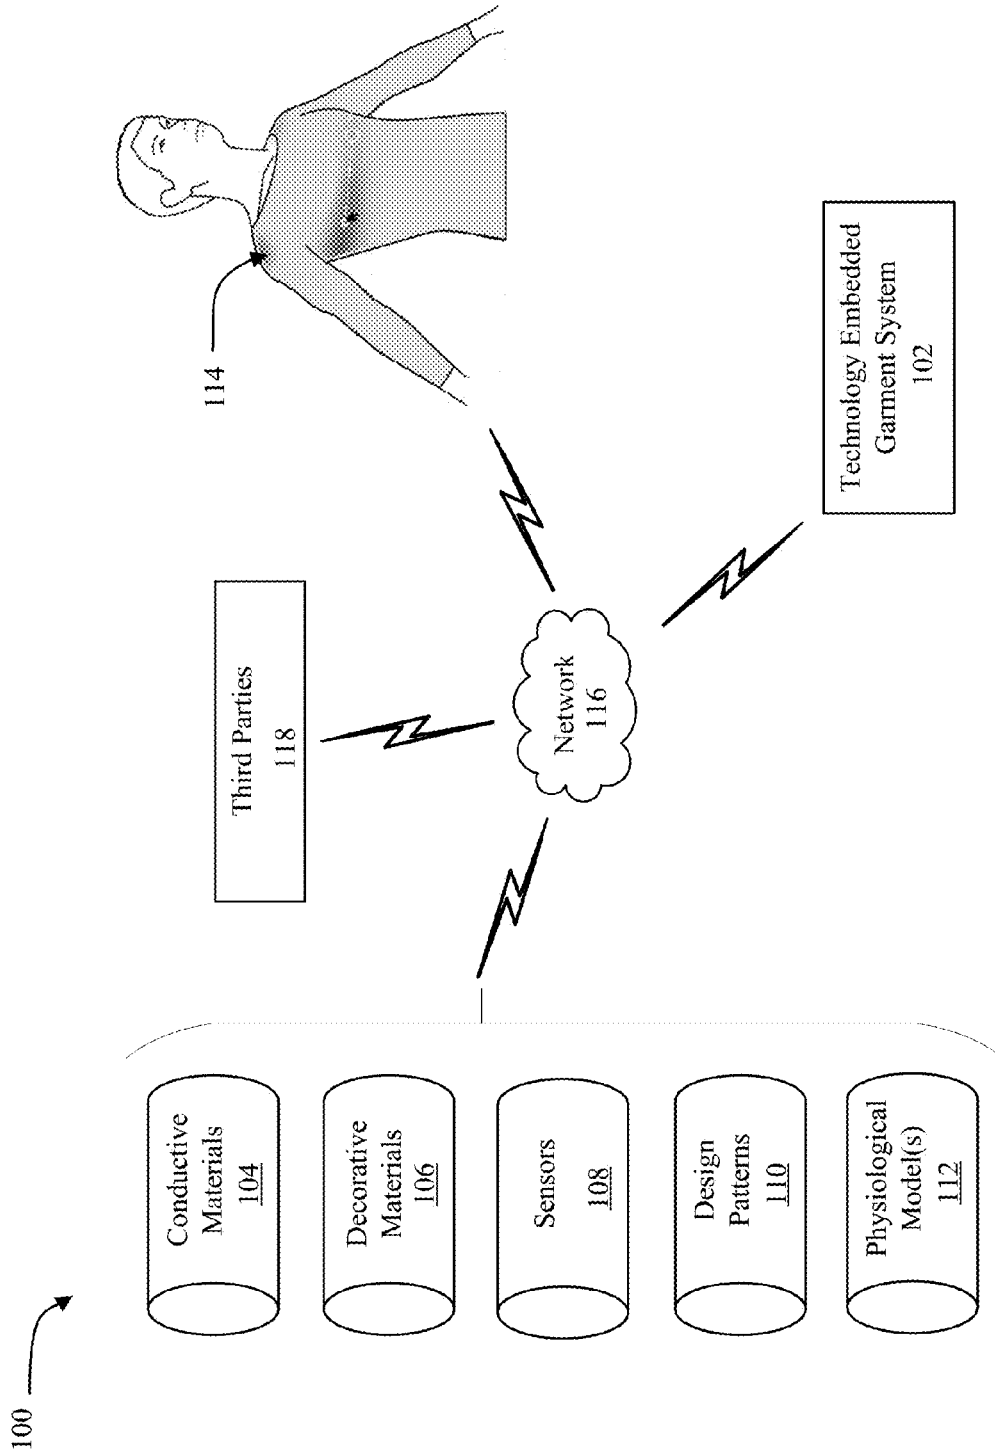 100
Conductive
Materials
104
Decorative
Materials
106
Sensors
108
Design
Patterns
110
Physiological
Model(s)
112
Third Parties
118
Network
116
114
Technology Embedded
Garment System
102